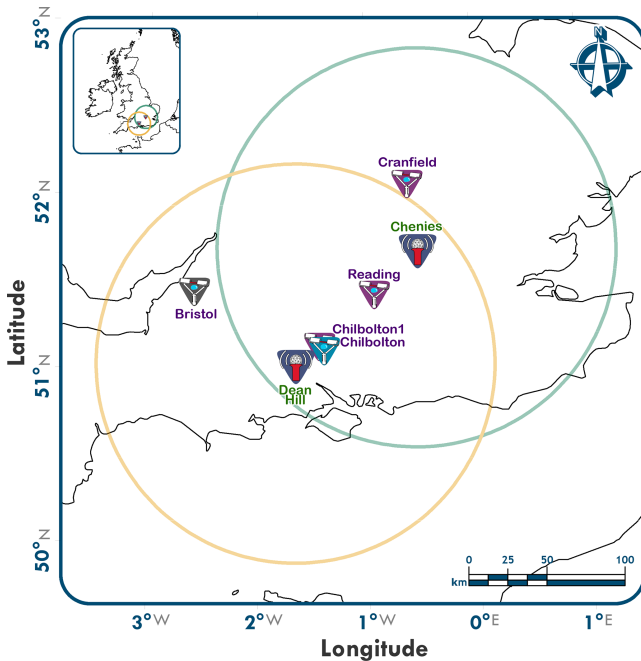 53°N
N
Cranfield
52°N
Chenies
Reading
Bristol
Chilbolton1
Chilbolton
51°N
Dean
Hill
50°N
Latitude
0 25 50 100
km
3°W 2°W 1°W 0°E 1°E
Longitude